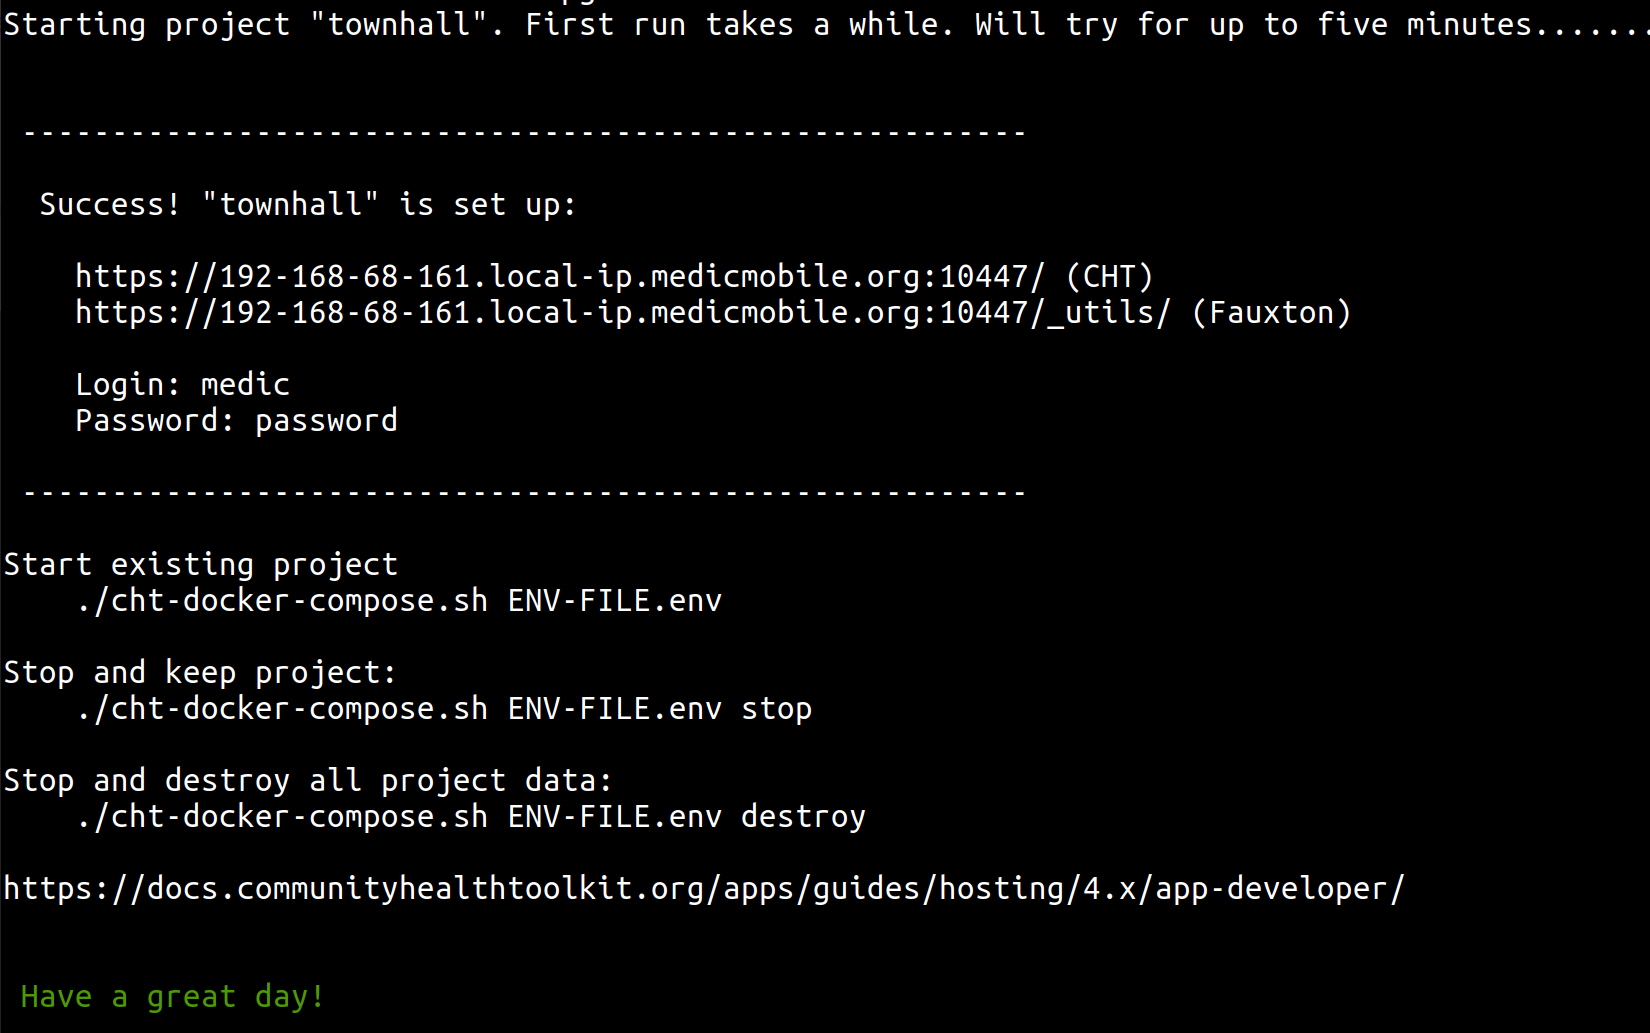 Starting project "townhall". First run takes a while. Will try for up to five minutes.......
------------------------------------------------------- 
Success! "townhall" is set up:
https://192-168-68-161.local-ip.medicmobile.org:10447/ (CHT)
https://192-168-68-161.local-ip.medicmobile.org:10447/_utils/ (Fauxton)
Login: medic
Password: password
-------------------------------------------------------
Start existing project
./cht-docker-compose.sh ENV-FILE.env
Stop and keep project:
./cht-docker-compose.sh ENV-FILE.env stop
Stop and destroy all project data:
./cht-docker-compose.sh ENV-FILE.env destroy
https://docs.communityhealthtoolkit.org/apps/guides/hosting/4.x/app-developer/
Have a great day!